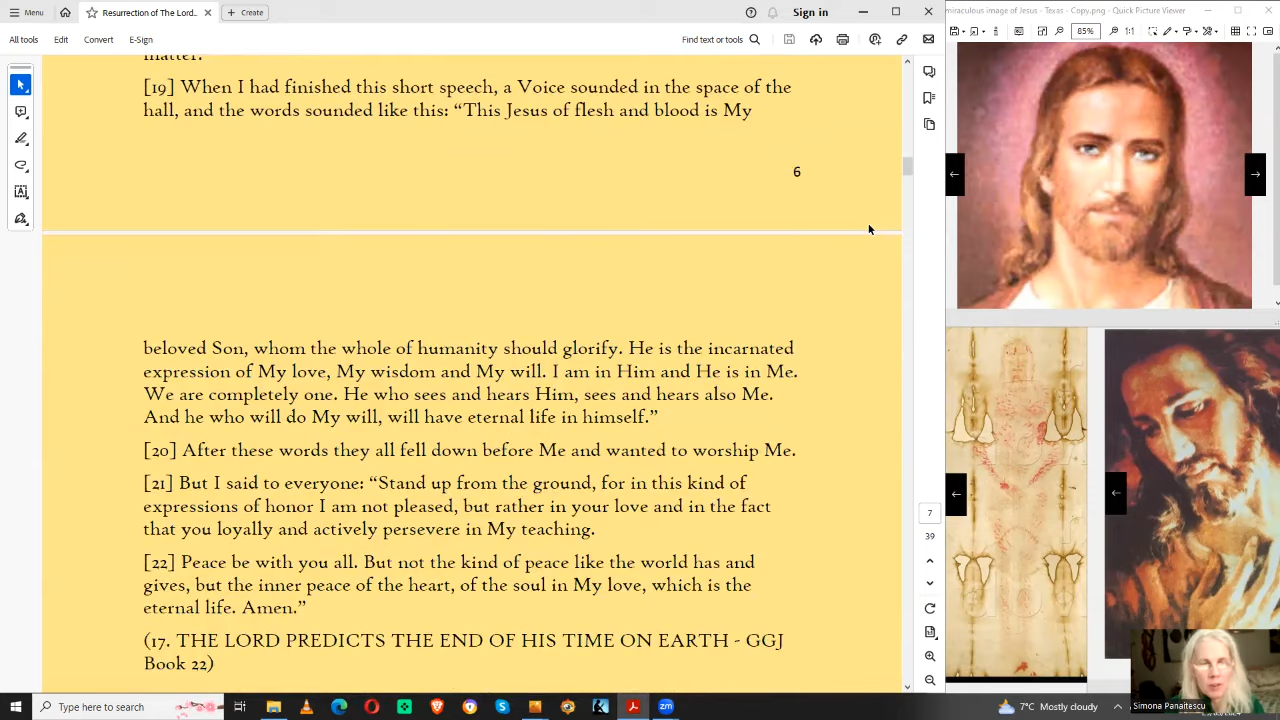 Menu
Resurrection of The Lord...
Create
Sign in
miraculous image of Jesus - Texas - Copy.png - Quick Picture Viewer
All tools
Edit
Convert
E-Sign
Find text or tools
85%
1:1
matter.
[19] When I had finished this short speech, a Voice sounded in the space of the
hall, and the words sounded like this: “This Jesus of flesh and blood is My
6
beloved Son, whom the whole of humanity should glorify. He is the incarnated
expression of My love, My wisdom and My will. I am in Him and He is in Me.
We are completely one. He who sees and hears Him, sees and hears also Me.
And he who will do My will, will have eternal life in himself.”
[20] After these words they all fell down before Me and wanted to worship Me.
[21] But I said to everyone: “Stand up from the ground, for in this kind of
expressions of honor I am not pleased, but rather in your love and in the fact
that you loyally and actively persevere in My teaching.
[22] Peace be with you all. But not the kind of peace like the world has and
gives, but the inner peace of the heart, of the soul in My love, which is the
eternal life. Amen.”
(17. THE LORD PREDICTS THE END OF HIS TIME ON EARTH - GGJ
Book 22)
7
39
Type here to search
7°C Mostly cloudy
Simona Panaitescu